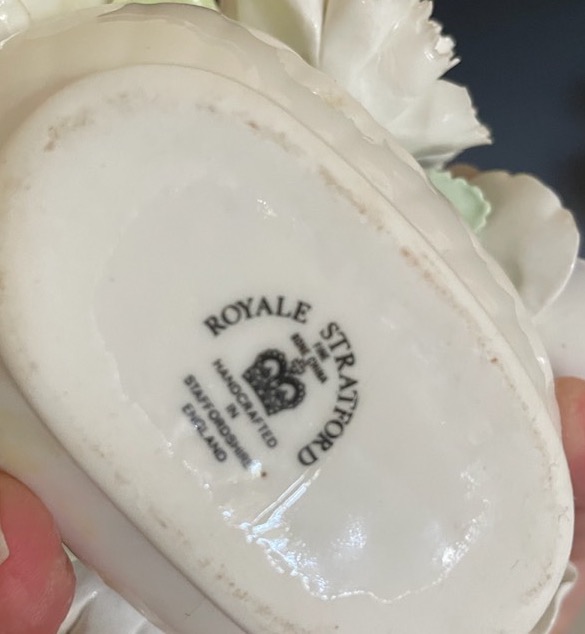 ROYALE STRATFORD
FINE
BONE CHINA
HANDCRAFTED
IN
STAFFORDSHIRE
ENGLAND